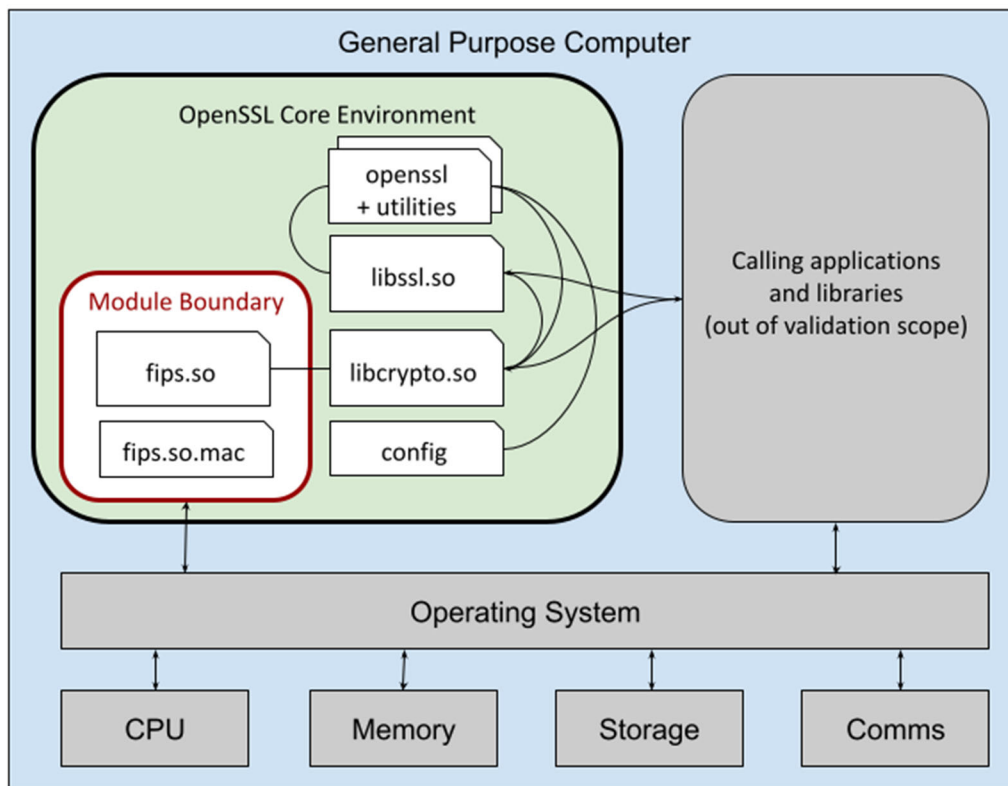 General Purpose Computer
OpenSSL Core Environment
openssl
+ utilities
libssl.so
Module Boundary
fips.so
libcrypto.so
fips.so.mac
config
Calling applications
and libraries
(out of validation scope)
Operating System
CPU
Memory
Storage
Comms